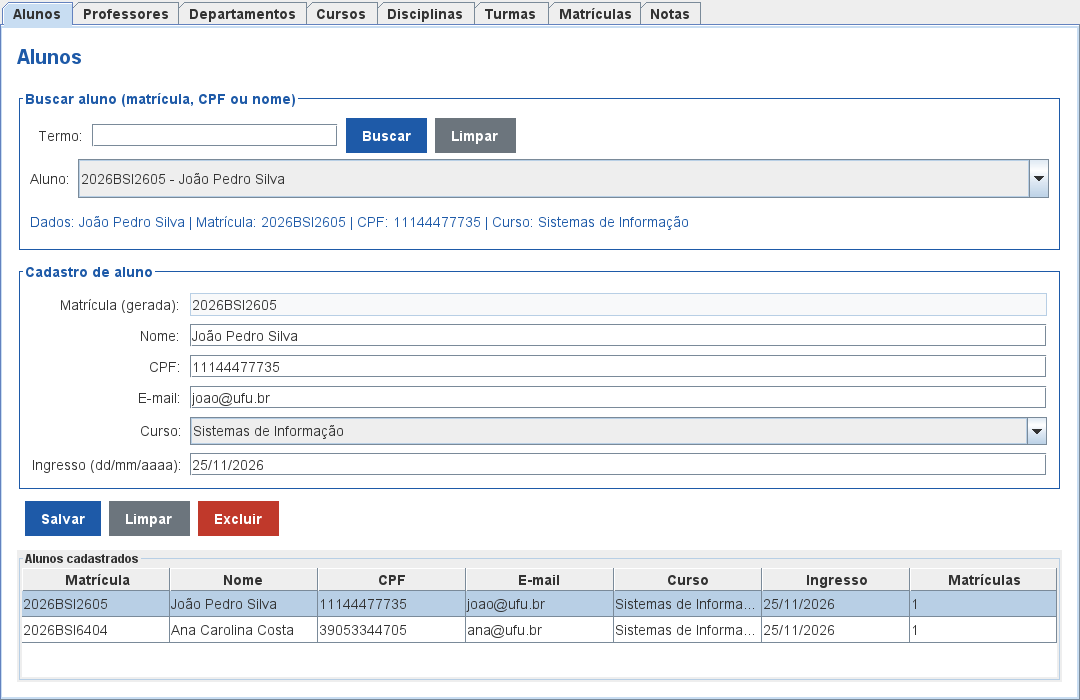 Alunos Professores Departamentos Cursos Disciplinas Turmas Matrículas Notas
Alunos
Buscar aluno (matrícula, CPF ou nome)
Termo: Buscar Limpar
Aluno: 2026BSI2605 - João Pedro Silva
Dados: João Pedro Silva | Matrícula: 2026BSI2605 | CPF: 11144477735 | Curso: Sistemas de Informação
Cadastro de aluno
Matrícula (gerada): 2026BSI2605
Nome: João Pedro Silva
CPF: 11144477735
E-mail: joao@ufu.br
Curso: Sistemas de Informação
Ingresso (dd/mm/aaaa): 25/11/2026
Salvar Limpar Excluir
Alunos cadastrados
Matrícula Nome CPF E-mail Curso Ingresso Matrículas
2026BSI2605 João Pedro Silva 11144477735 joao@ufu.br Sistemas de Informa... 25/11/2026 1
2026BSI6404 Ana Carolina Costa 39053344705 ana@ufu.br Sistemas de Informa... 25/11/2026 1